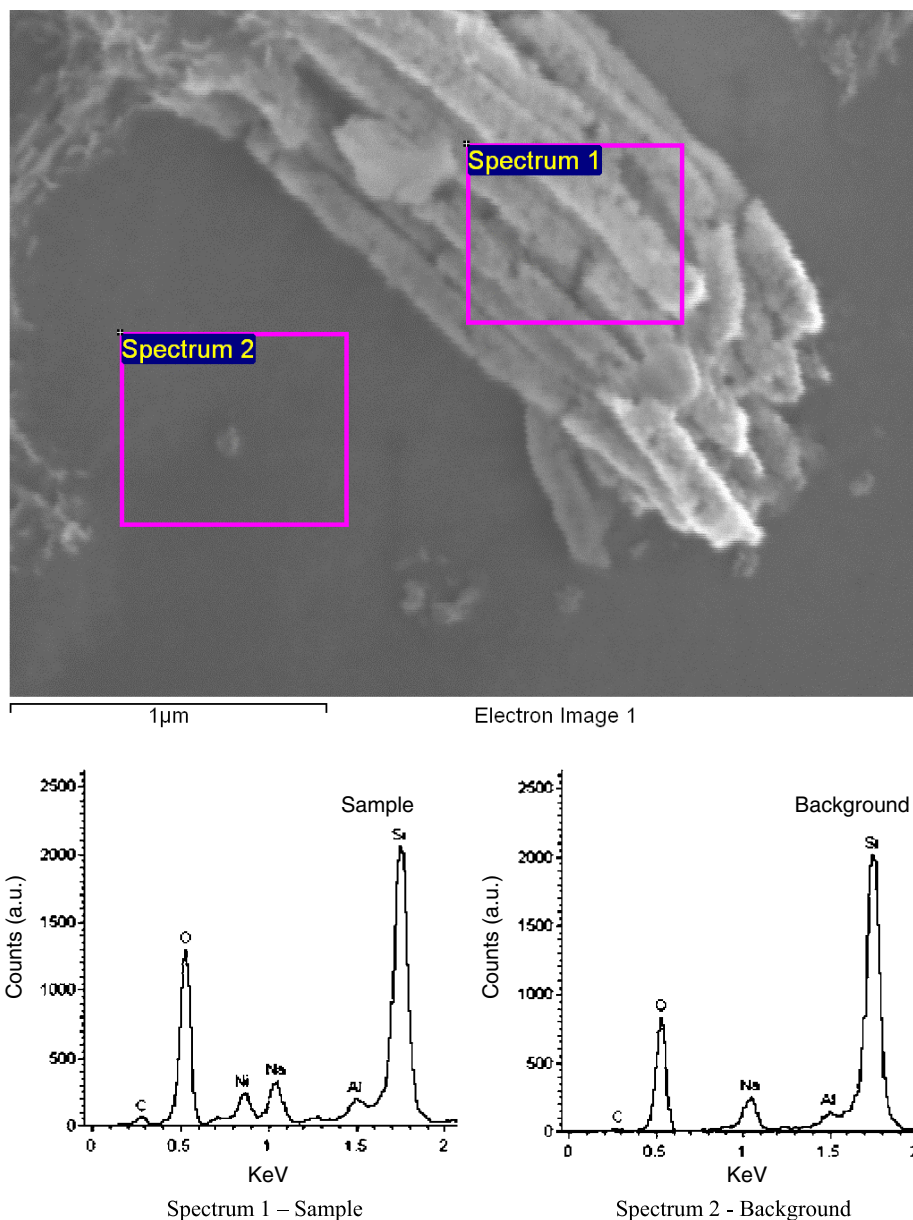 Spectrum 1
Spectrum 2
1µm
Electron Image 1
2500
2000
1500
1000
500
0
Counts (a.u.)
Sample
C
O
Ni
Na
Al
Si
0
0.5
1
1.5
2
KeV
Spectrum 1 – Sample
2500
2000
1500
1000
500
0
Counts (a.u.)
Background
C
O
Na
Al
Si
0
0.5
1
1.5
2
KeV
Spectrum 2 - Background